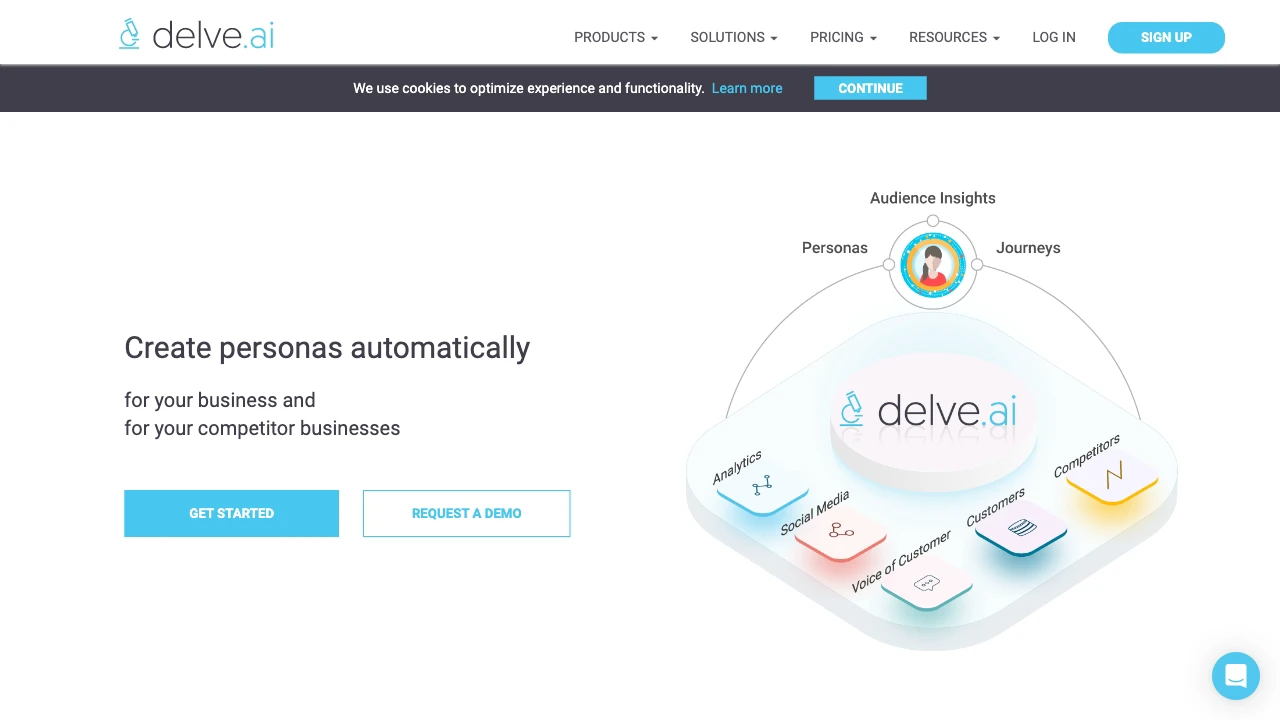 delve.ai
PRODUCTS
SOLUTIONS
PRICING
RESOURCES
LOG IN
SIGN UP
We use cookies to optimize experience and functionality. Learn more
CONTINUE
Audience Insights
Personas
Journeys
Create personas automatically
for your business and
for your competitor businesses
GET STARTED
REQUEST A DEMO
delve.ai
Analytics
Social Media
Voice of Customer
Customers
Competitors